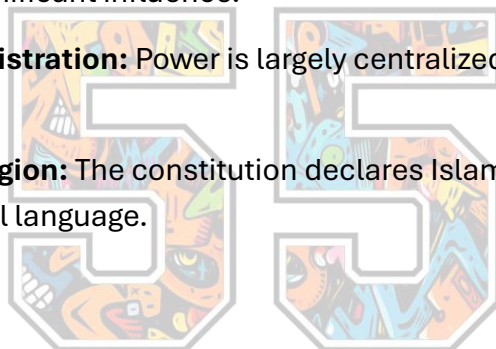 influence.
istration: Power is largely centralized
gion: The constitution declares Islam
l language.
55